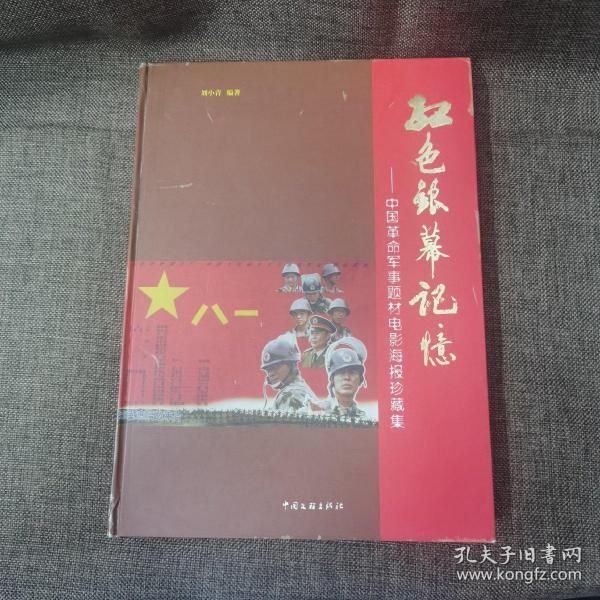 刘小青 编著
红色銀幕记憶
——中国革命军事题材电影海报珍藏集
八一
中国文联出版社
孔夫子旧书网
www.kongfz.com